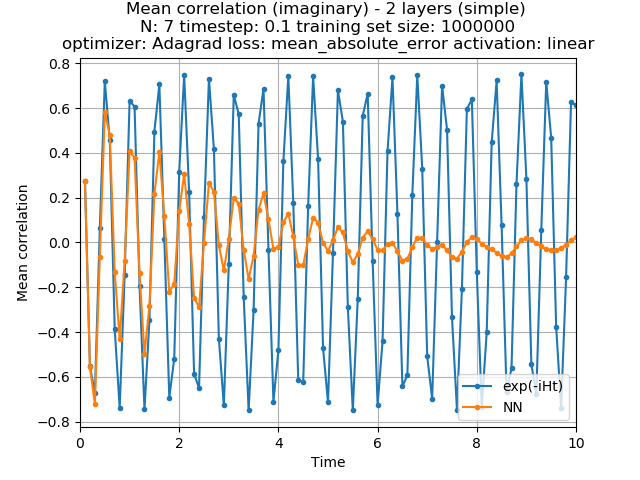 Mean correlation (imaginary) - 2 layers (simple)
N: 7 timestep: 0.1 training set size: 1000000
optimizer: Adagrad loss: mean_absolute_error activation: linear
0.8
0.6
0.4
0.2
0.0
−0.2
−0.4
−0.6
−0.8
Mean correlation
0 2 4 6 8 10
Time
exp(-iHt)
NN